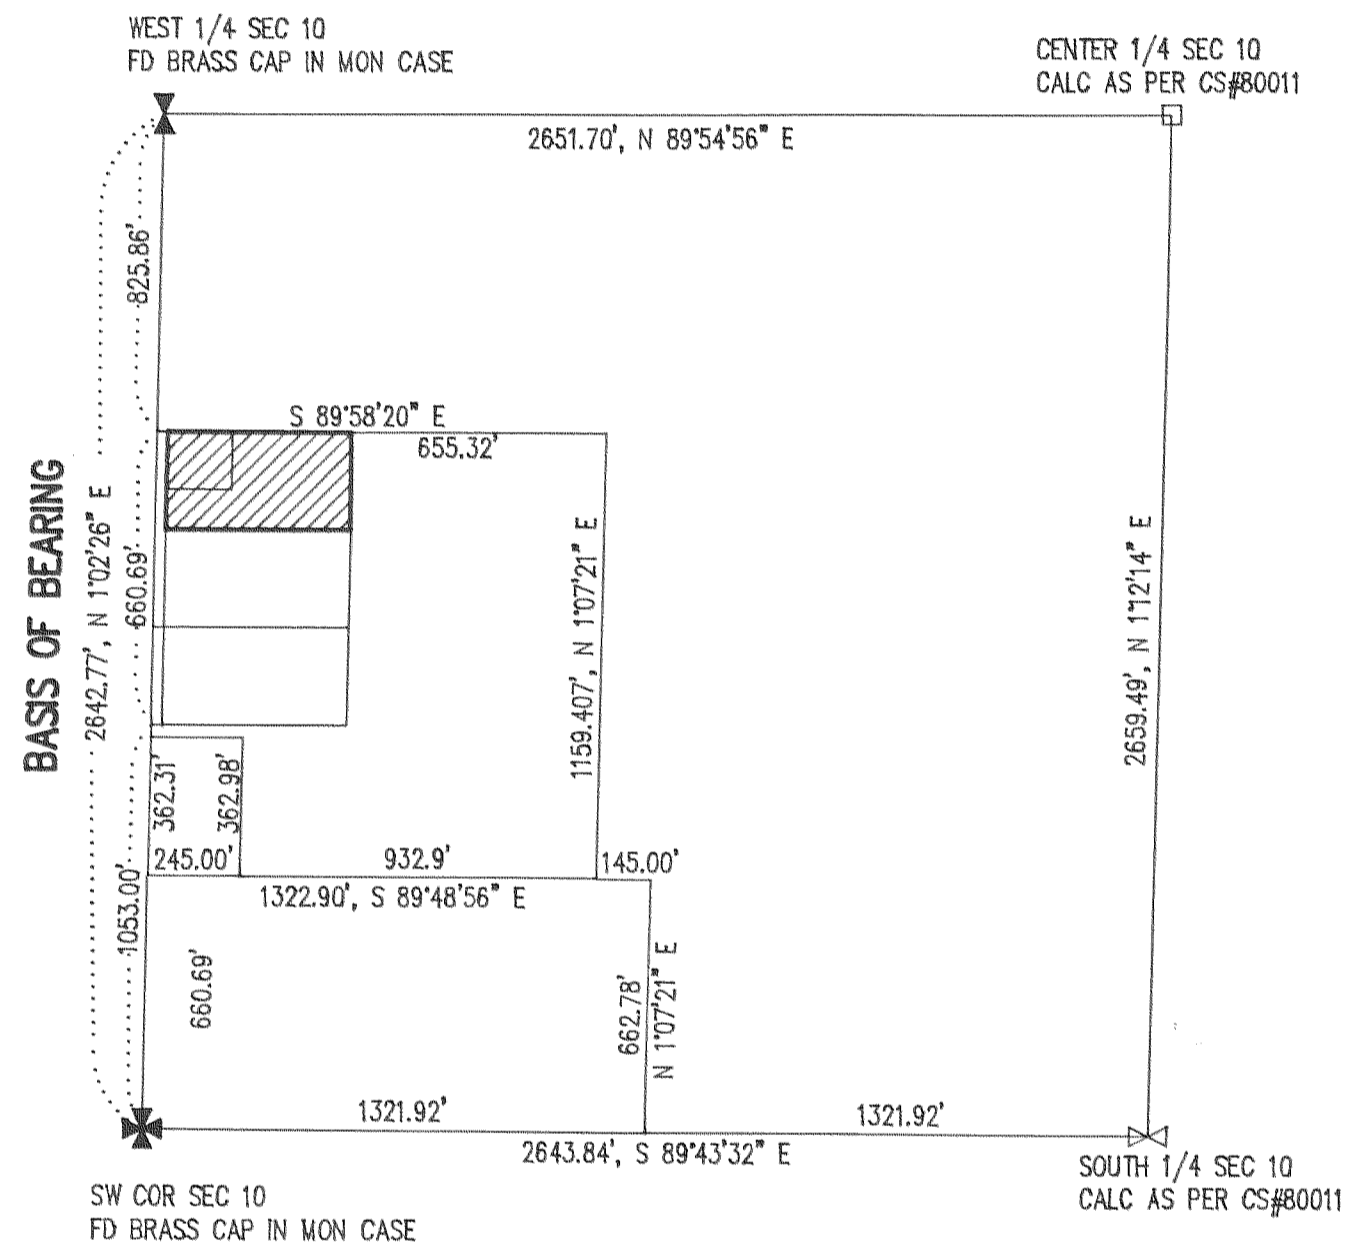 WEST 1/4 SEC 10
FD BRASS CAP IN MON CASE
CENTER 1/4 SEC 10
CALC AS PER CS#80011
2651.70', N 89°54'56" E
825.86'
S 89°58'20" E
655.32'
BASIS OF BEARING
2642.77', N 1°02'26" E
660.69'
1159.407', N 1°07'21" E
2659.49', N 1°12'14" E
362.31'
362.98'
245.00'
932.9'
145.00'
1322.90', S 89°48'56" E
1053.00'
660.69'
662.78'
N 1°07'21" E
1321.92'
1321.92'
2643.84', S 89°43'32" E
SW COR SEC 10
FD BRASS CAP IN MON CASE
SOUTH 1/4 SEC 10
CALC AS PER CS#80011